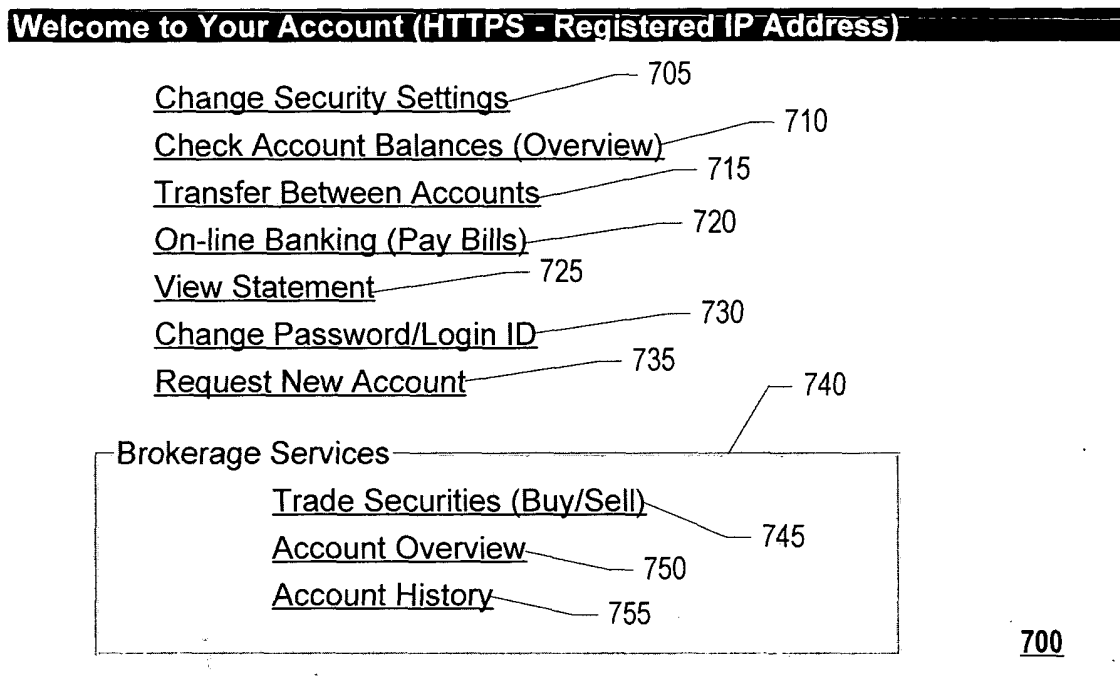 Welcome to Your Account (HTTPS - Registered IP Address)
Change Security Settings 705
Check Account Balances (Overview) 710
Transfer Between Accounts 715
On-line Banking (Pay Bills) 720
View Statement 725
Change Password/Login ID 730
Request New Account 735
740
Brokerage Services
Trade Securities (Buy/Sell) 745
Account Overview 750
Account History 755
700